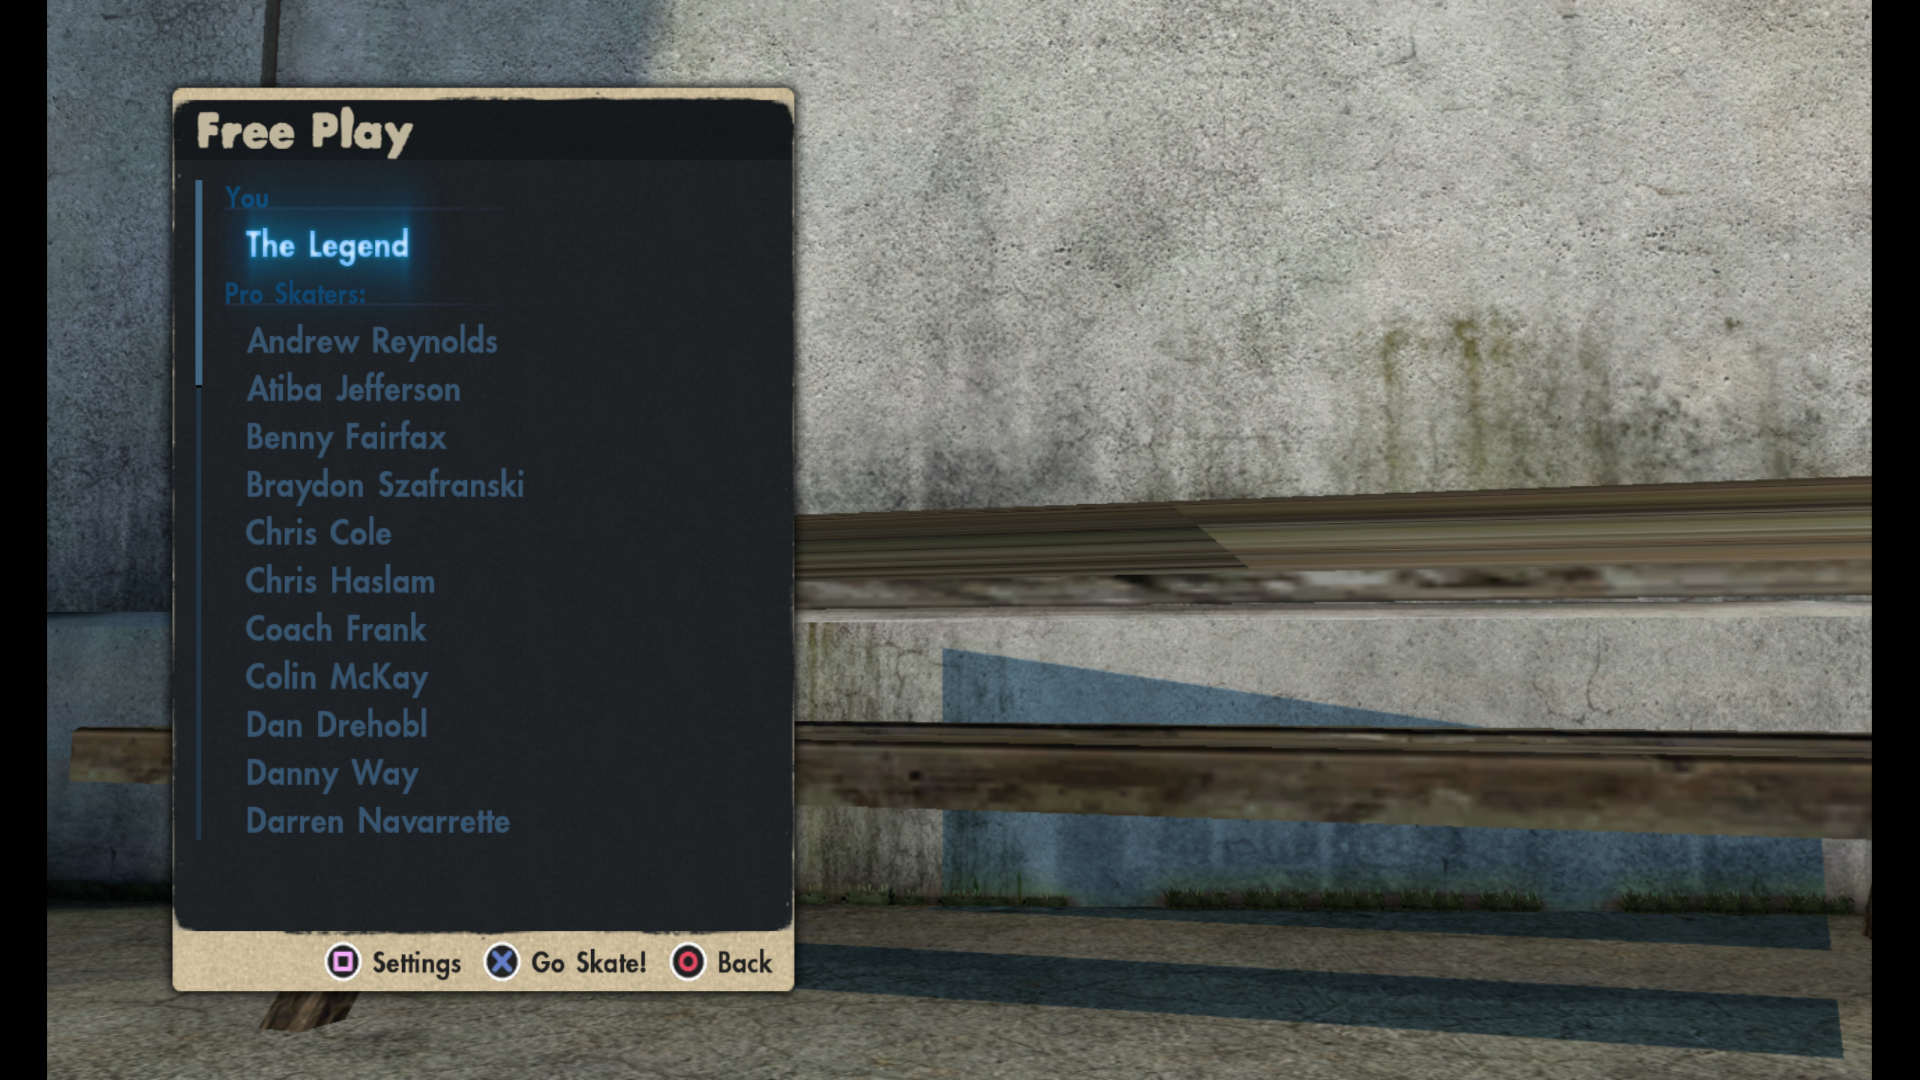 Free Play
You
The Legend
Pro Skaters:
Andrew Reynolds
Atiba Jefferson
Benny Fairfax
Braydon Szafranski
Chris Cole
Chris Haslam
Coach Frank
Colin McKay
Dan Drehobl
Danny Way
Darren Navarrette
Settings Go Skate! Back